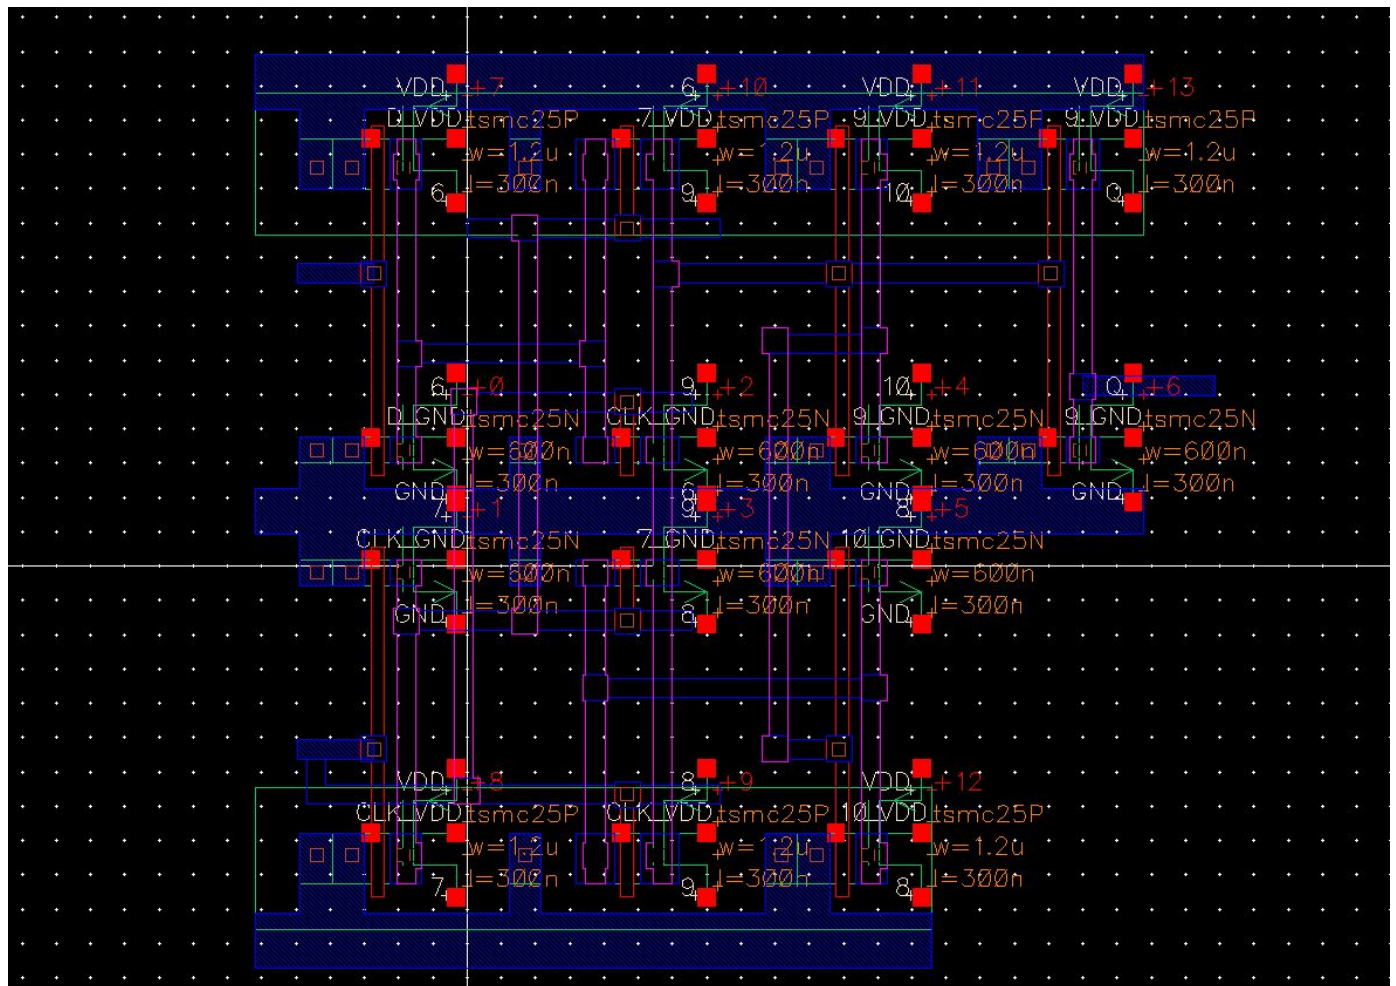 VDD +7 6 +10 VDD +11 VDD +13
D VDD tsmc25P 7 VDD tsmc25P 9 VDD tsmc25P 9 VDD tsmc25P
w=1.2u w=1.2u w=1.2u w=1.2u
l=300n l=300n l=300n l=300n
6 9 10 Q
6 +0 9 +2 10 +4 Q +6
D GND tsmc25N CLK GND tsmc25N 9 GND tsmc25N 9 GND tsmc25N
w=600n w=600n w=600n w=600n
l=300n l=300n l=300n l=300n
GND 6 GND GND
7 +1 9 +3 8 +5
CLK GND tsmc25N 7 GND tsmc25N 10 GND tsmc25N
w=600n w=600n w=600n
l=300n l=300n l=300n
GND 8 GND
VDD +8 8 +9 VDD +12
CLK VDD tsmc25P CLK VDD tsmc25P 10 VDD tsmc25P
w=1.2u w=1.2u w=1.2u
l=300n l=300n l=300n
7 9 8